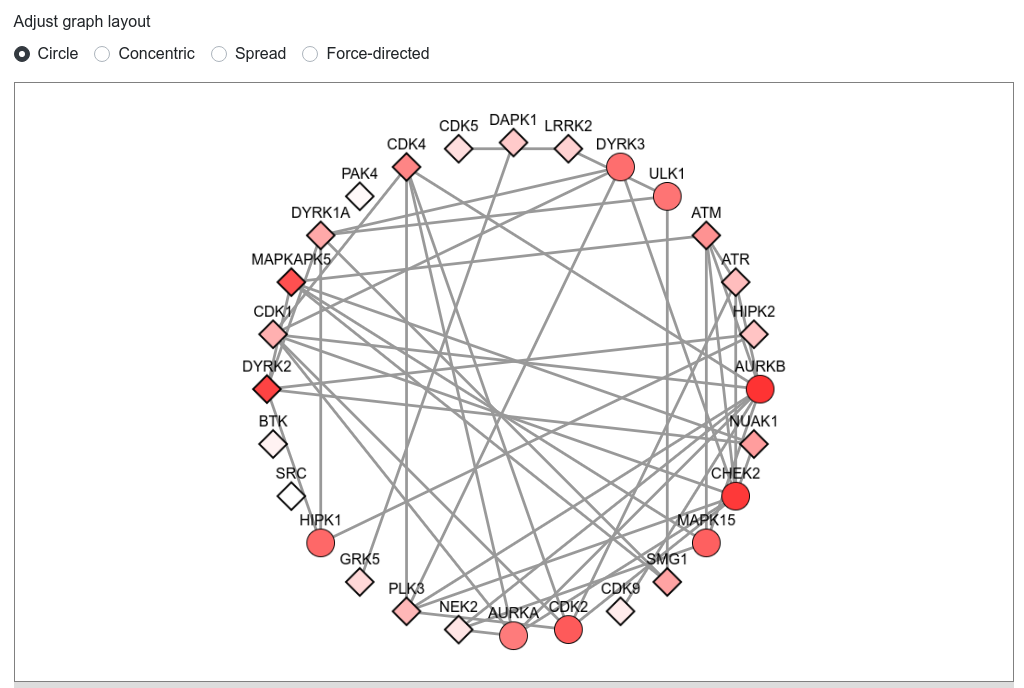 Adjust graph layout
Circle Concentric Spread Force-directed
DAPK1
CDK5 LRRK2
CDK4 DYRK3
PAK4 ULK1
DYRK1A ATM
MAPKAPK5 ATR
CDK1 HIPK2
DYRK2 AURKB
BTK NUAK1
SRC CHEK2
HIPK1 MAPK15
GRK5 SMG1
PLK3 CDK9
NEK2 AURKA CDK2